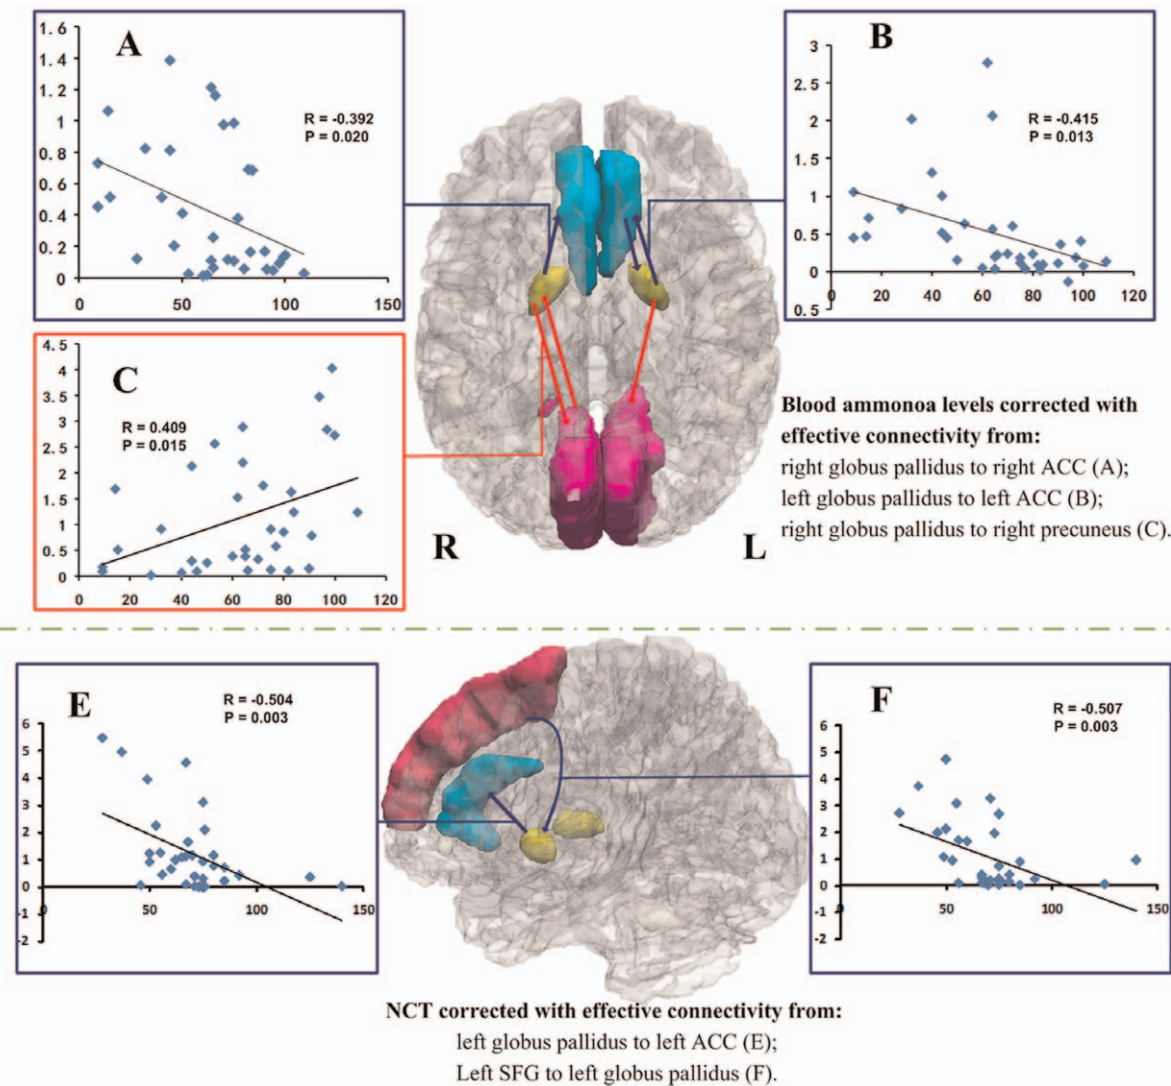 A
1.6
1.4
1.2
1
0.8
0.6
0.4
0.2
0
R = -0.392
P = 0.020
0 50 100 150
B
3
2.5
2
1.5
1
0.5
0
0.5
R = -0.415
P = 0.013
0 20 40 60 80 100 120
C
4.5
4
3.5
3
2.5
2
1.5
1
0.5
0
R = 0.409
P = 0.015
0 20 40 60 80 100 120
R
L
Blood ammonoa levels corrected with
effective connectivity from:
right globus pallidus to right ACC (A);
left globus pallidus to left ACC (B);
right globus pallidus to right precuneus (C).
E
R = -0.504
P = 0.003
6
5
4
3
2
1
0
-1
-2
0 50 100 150
F
R = -0.507
P = 0.003
6
5
4
3
2
1
0
-1
-2
0 50 100 150
NCT corrected with effective connectivity from:
left globus pallidus to left ACC (E);
Left SFG to left globus pallidus (F).